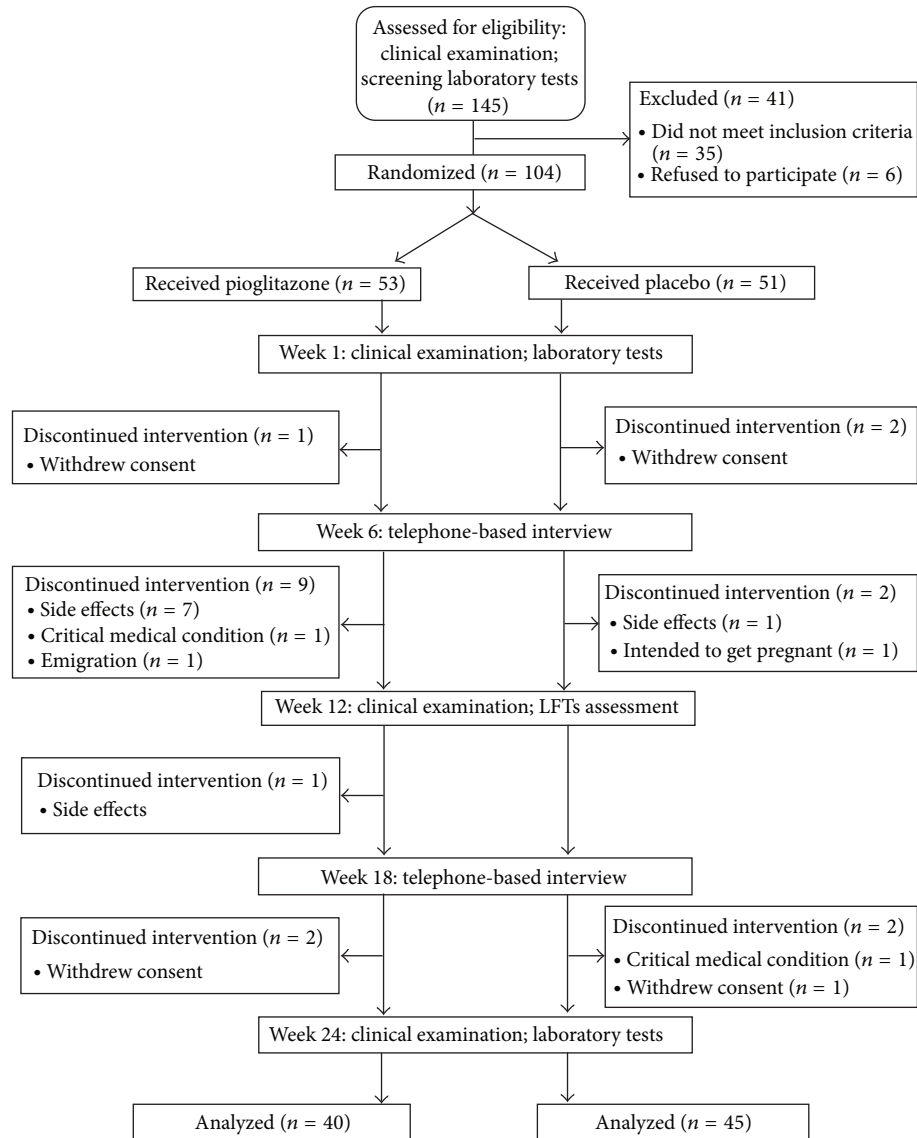 Assessed for eligibility:
clinical examination;
screening laboratory tests
(n = 145)
Excluded (n = 41)
• Did not meet inclusion criteria
(n = 35)
• Refused to participate (n = 6)
Randomized (n = 104)
Received pioglitazone (n = 53)
Received placebo (n = 51)
Week 1: clinical examination; laboratory tests
Discontinued intervention (n = 1)
• Withdrew consent
Discontinued intervention (n = 2)
• Withdrew consent
Week 6: telephone-based interview
Discontinued intervention (n = 9)
• Side effects (n = 7)
• Critical medical condition (n = 1)
• Emigration (n = 1)
Discontinued intervention (n = 2)
• Side effects (n = 1)
• Intended to get pregnant (n = 1)
Week 12: clinical examination; LFTs assessment
Discontinued intervention (n = 1)
• Side effects
Week 18: telephone-based interview
Discontinued intervention (n = 2)
• Withdrew consent
Discontinued intervention (n = 2)
• Critical medical condition (n = 1)
• Withdrew consent (n = 1)
Week 24: clinical examination; laboratory tests
Analyzed (n = 40)
Analyzed (n = 45)